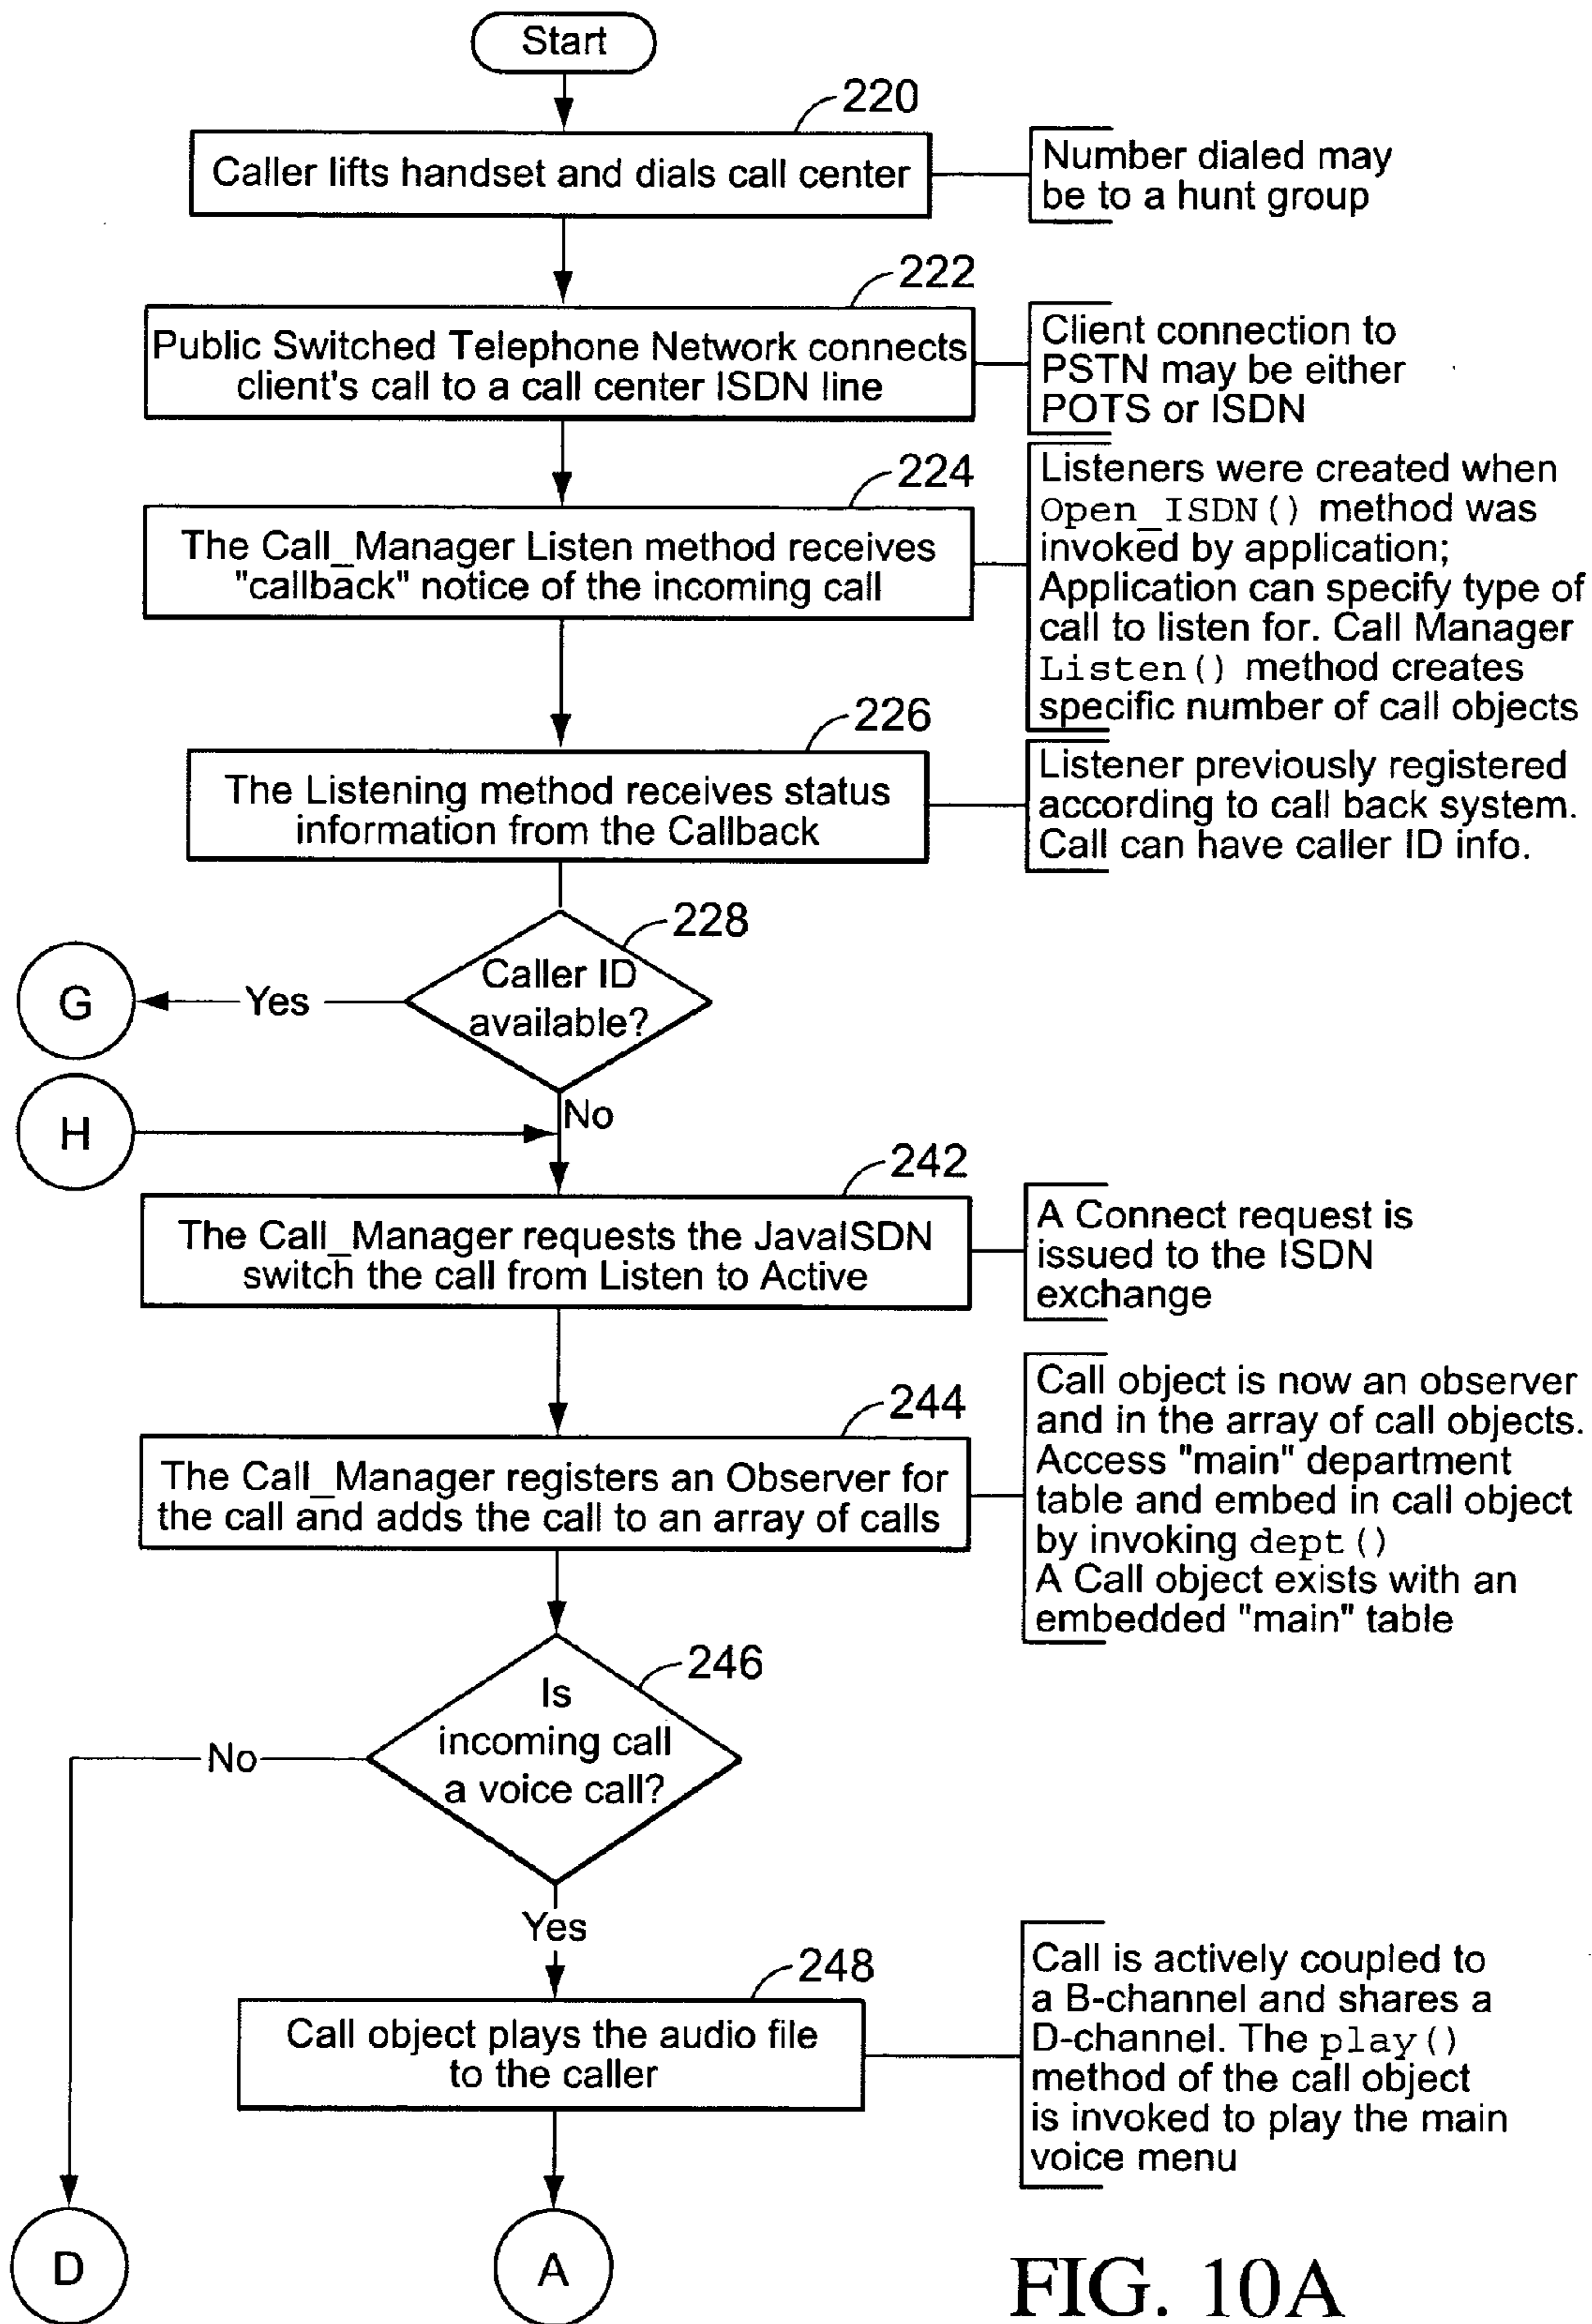 Start
220
Caller lifts handset and dials call center
Number dialed may
be to a hunt group
222
Public Switched Telephone Network connects
client's call to a call center ISDN line
Client connection to
PSTN may be either
POTS or ISDN
224
The Call_Manager Listen method receives
"callback" notice of the incoming call
Listeners were created when
Open_ISDN() method was
invoked by application;
Application can specify type of
call to listen for. Call Manager
Listen() method creates
specific number of call objects
226
The Listening method receives status
information from the Callback
Listener previously registered
according to call back system.
Call can have caller ID info.
228
Caller ID
available?
Yes
G
No
H
242
The Call_Manager requests the JavaISDN
switch the call from Listen to Active
A Connect request is
issued to the ISDN
exchange
244
The Call_Manager registers an Observer for
the call and adds the call to an array of calls
Call object is now an observer
and in the array of call objects.
Access "main" department
table and embed in call object
by invoking dept()
A Call object exists with an
embedded "main" table
246
Is
incoming call
a voice call?
No
Yes
248
Call object plays the audio file
to the caller
Call is actively coupled to
a B-channel and shares a
D-channel. The play()
method of the call object
is invoked to play the main
voice menu
D
A
FIG. 10A